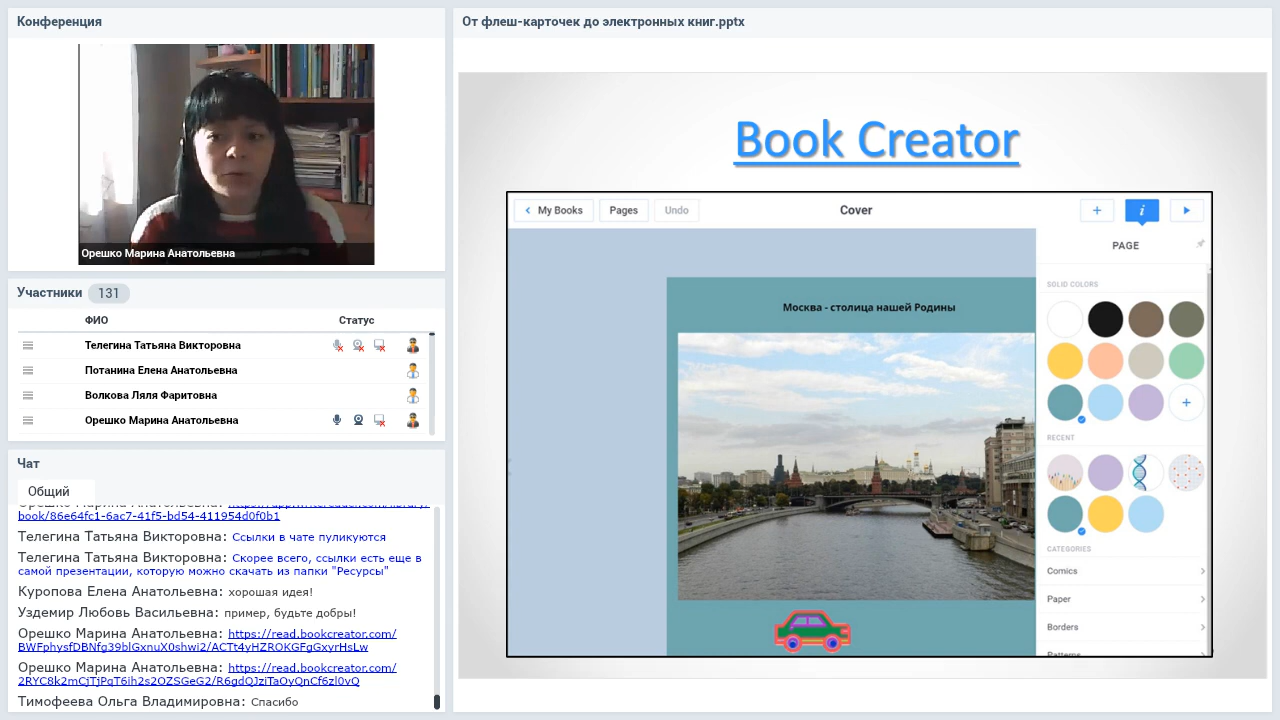 Конференция
Орешко Марина Анатольевна
Участники 131
ФИО Статус
Телегина Татьяна Викторовна
Потанина Елена Анатольевна
Волкова Ляля Фаритовна
Орешко Марина Анатольевна
Чат
Общий
book/86e64fc1-6ac7-41f5-bd54-411954d0f0b1
Телегина Татьяна Викторовна: Ссылки в чате пуликуются
Телегина Татьяна Викторовна: Скорее всего, ссылки есть еще в
самой презентации, которую можно скачать из папки "Ресурсы"
Куропова Елена Анатольевна: хорошая идея!
Уздемир Любовь Васильевна: пример, будьте добры!
Орешко Марина Анатольевна: https://read.bookcreator.com/
BWFphysfDBNfg39blGxnuX0shwi2/ACTt4yHZROKGFgGxyrHsLw
Орешко Марина Анатольевна: https://read.bookcreator.com/
2RYC8k2mCjTjPqT6ih2s2OZSGeG2/R6gdQJziTaOyQnCf6zl0vQ
Тимофеева Ольга Владимировна: Спасибо
От флеш-карточек до электронных книг.pptx
Book Creator
My Books Pages Undo Cover
PAGE
Москва - столица нашей Родины
SOLID COLORS
RECENT
CATEGORIES
Comics
Paper
Borders
Patterns